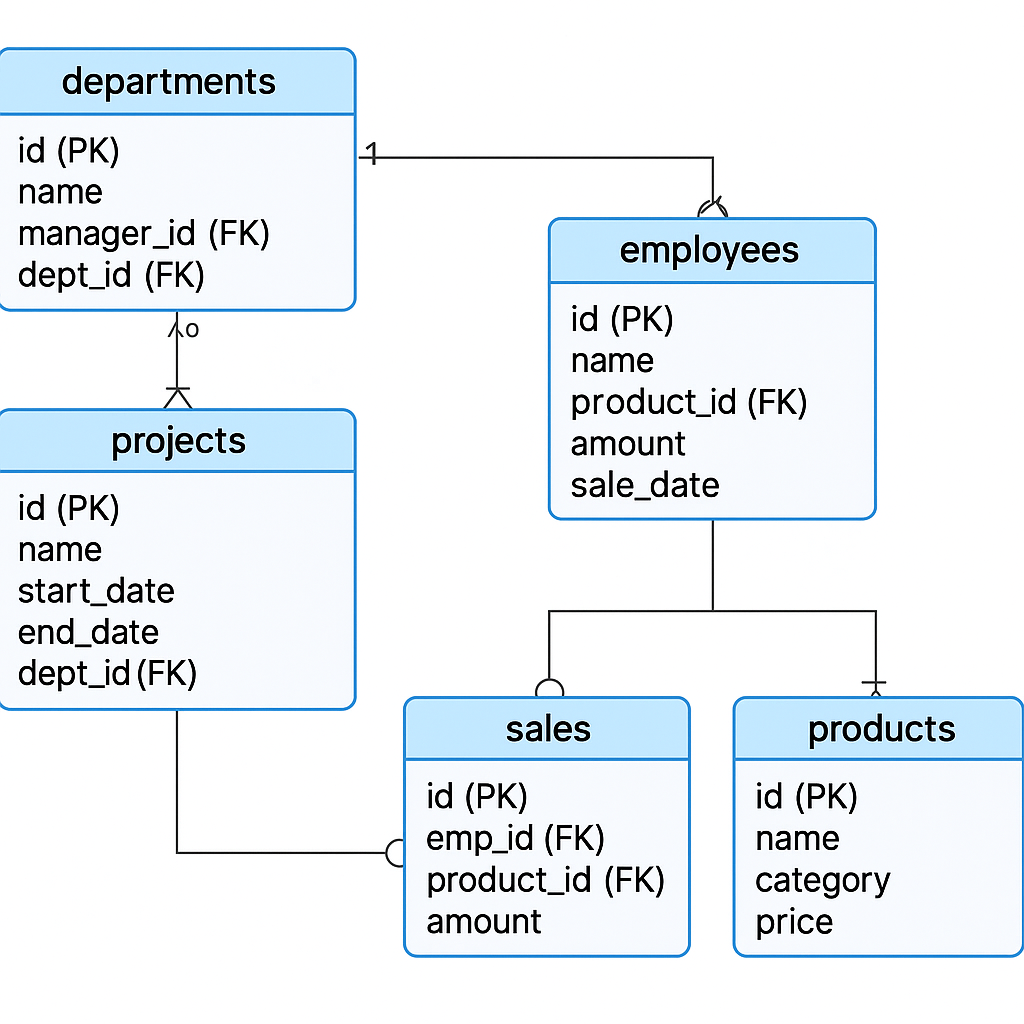 departments
id (PK)
name
manager_id (FK)
dept_id (FK)
1
o
employees
id (PK)
name
product_id (FK)
amount
sale_date
projects
id (PK)
name
start_date
end_date
dept_id (FK)
sales
id (PK)
emp_id (FK)
product_id (FK)
amount
products
id (PK)
name
category
price